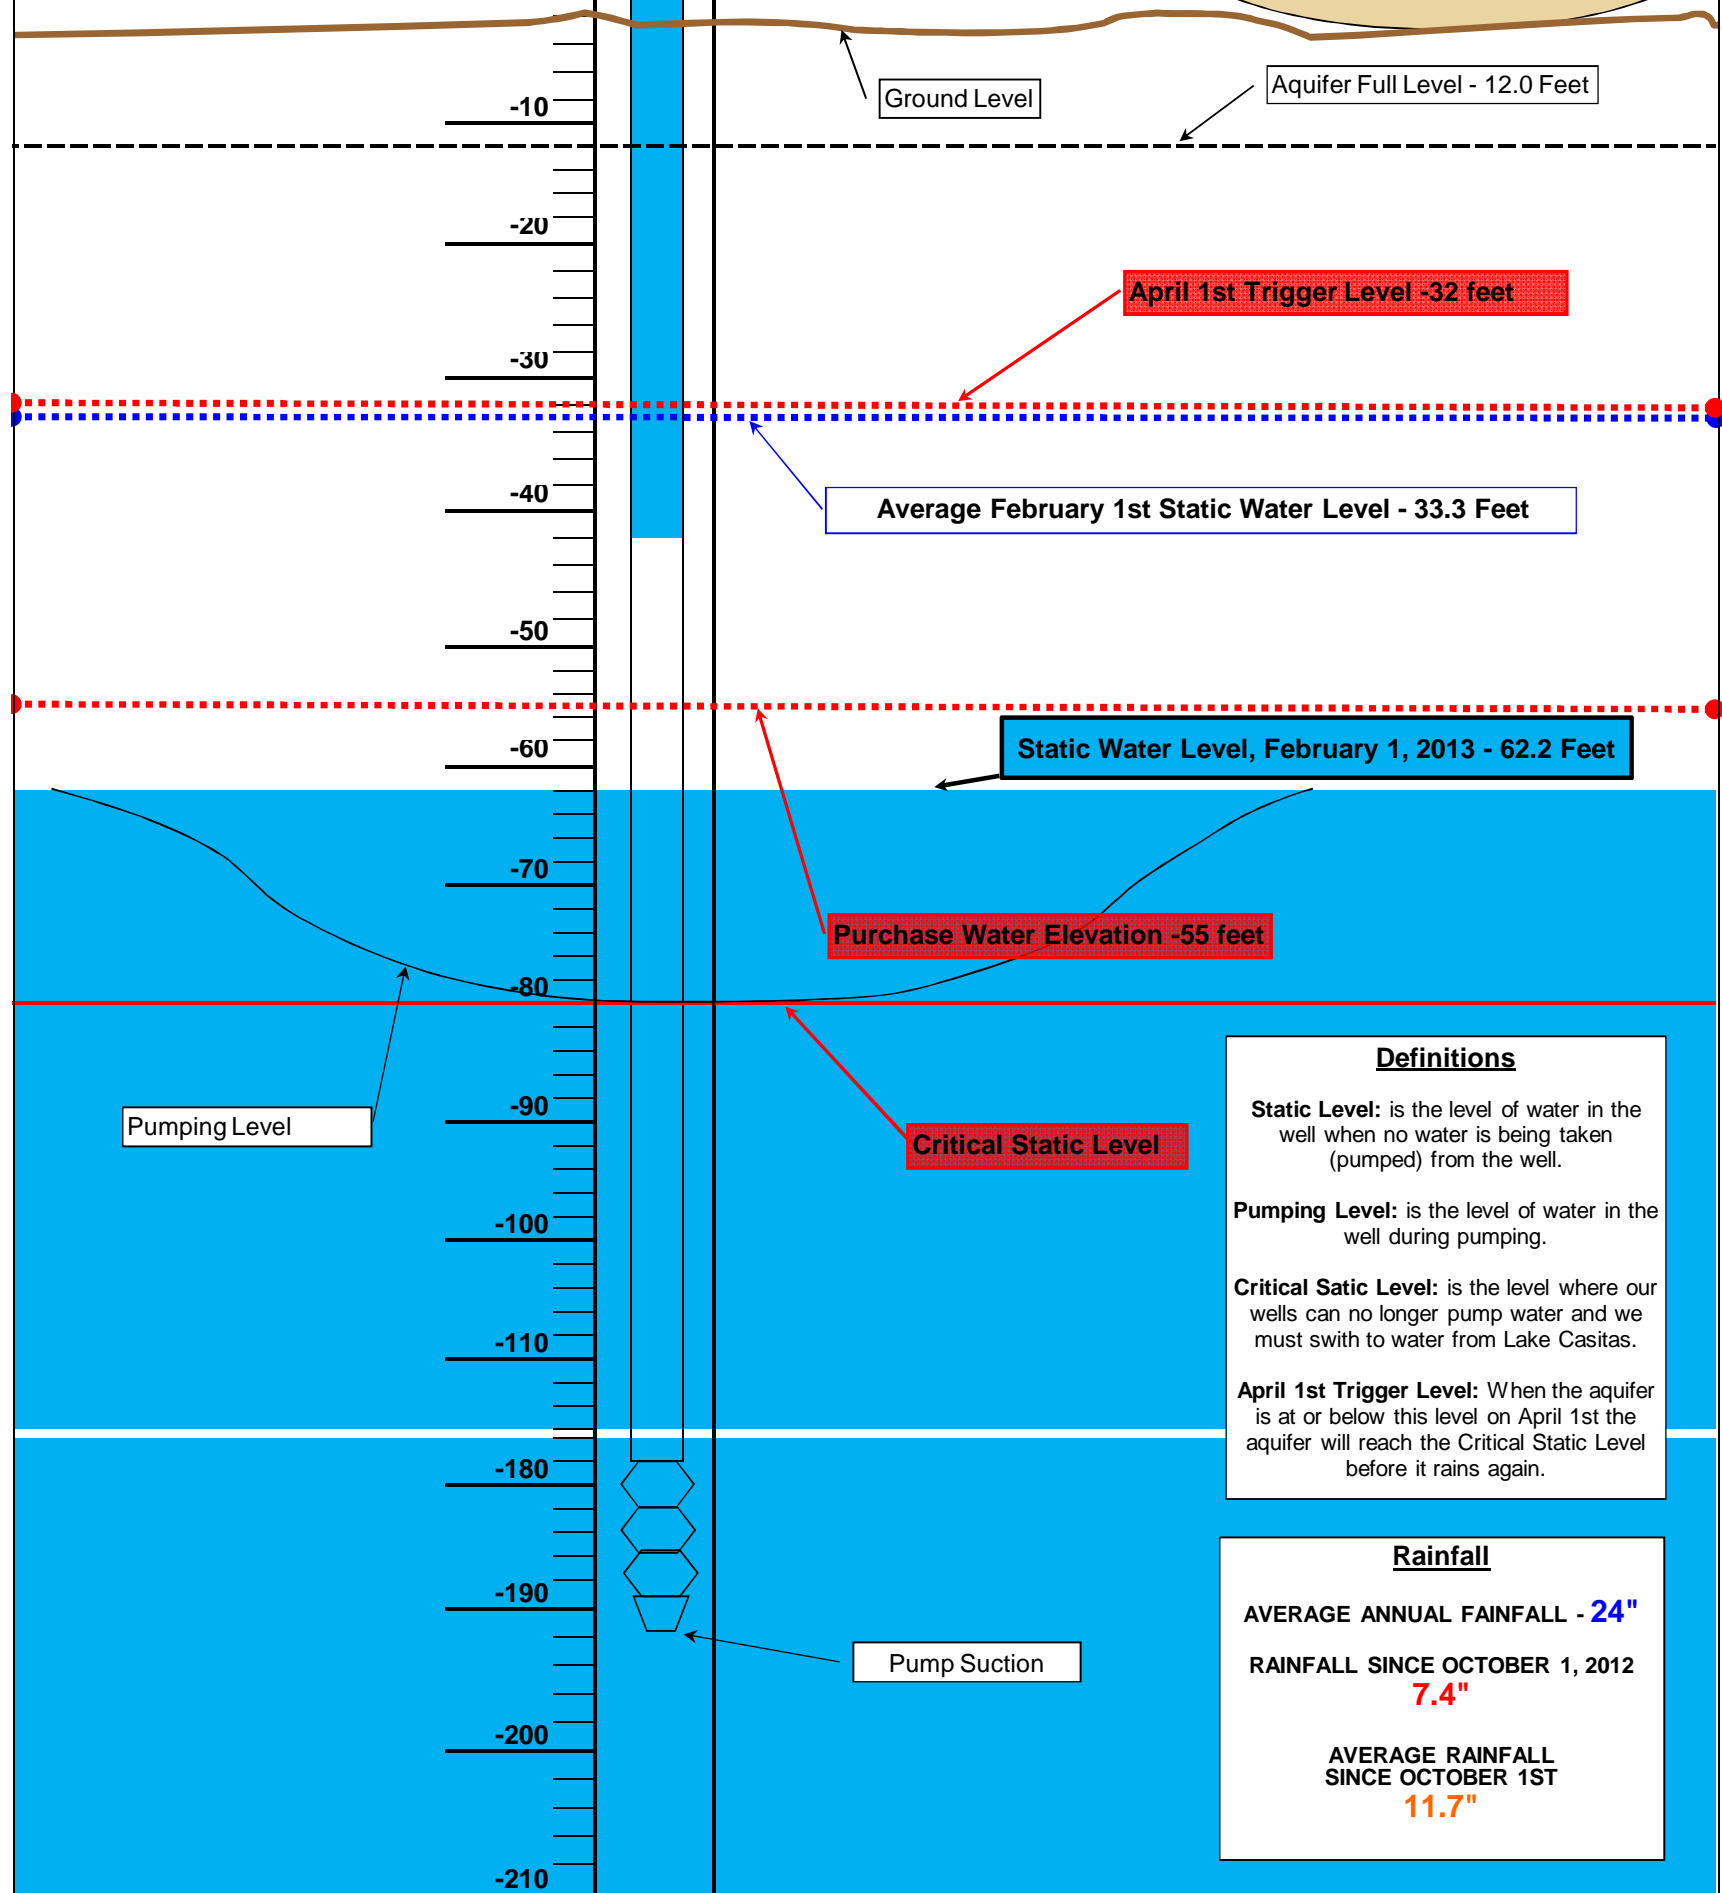 Ground Level
Aquifer Full Level - 12.0 Feet
-10
-20
April 1st Trigger Level -32 feet
-30
-40
Average February 1st Static Water Level - 33.3 Feet
-50
Static Water Level, February 1, 2013 - 62.2 Feet
-60
-70
Purchase Water Elevation -55 feet
-80
-90
Pumping Level
Critical Static Level
-100
-110
-180
-190
Pump Suction
-200
-210
Definitions
Static Level: is the level of water in the
well when no water is being taken
(pumped) from the well.
Pumping Level: is the level of water in the
well during pumping.
Critical Satic Level: is the level where our
wells can no longer pump water and we
must swith to water from Lake Casitas.
April 1st Trigger Level: When the aquifer
is at or below this level on April 1st the
aquifer will reach the Critical Static Level
before it rains again.
Rainfall
AVERAGE ANNUAL FAINFALL - 24"
RAINFALL SINCE OCTOBER 1, 2012
7.4"
AVERAGE RAINFALL
SINCE OCTOBER 1ST
11.7"